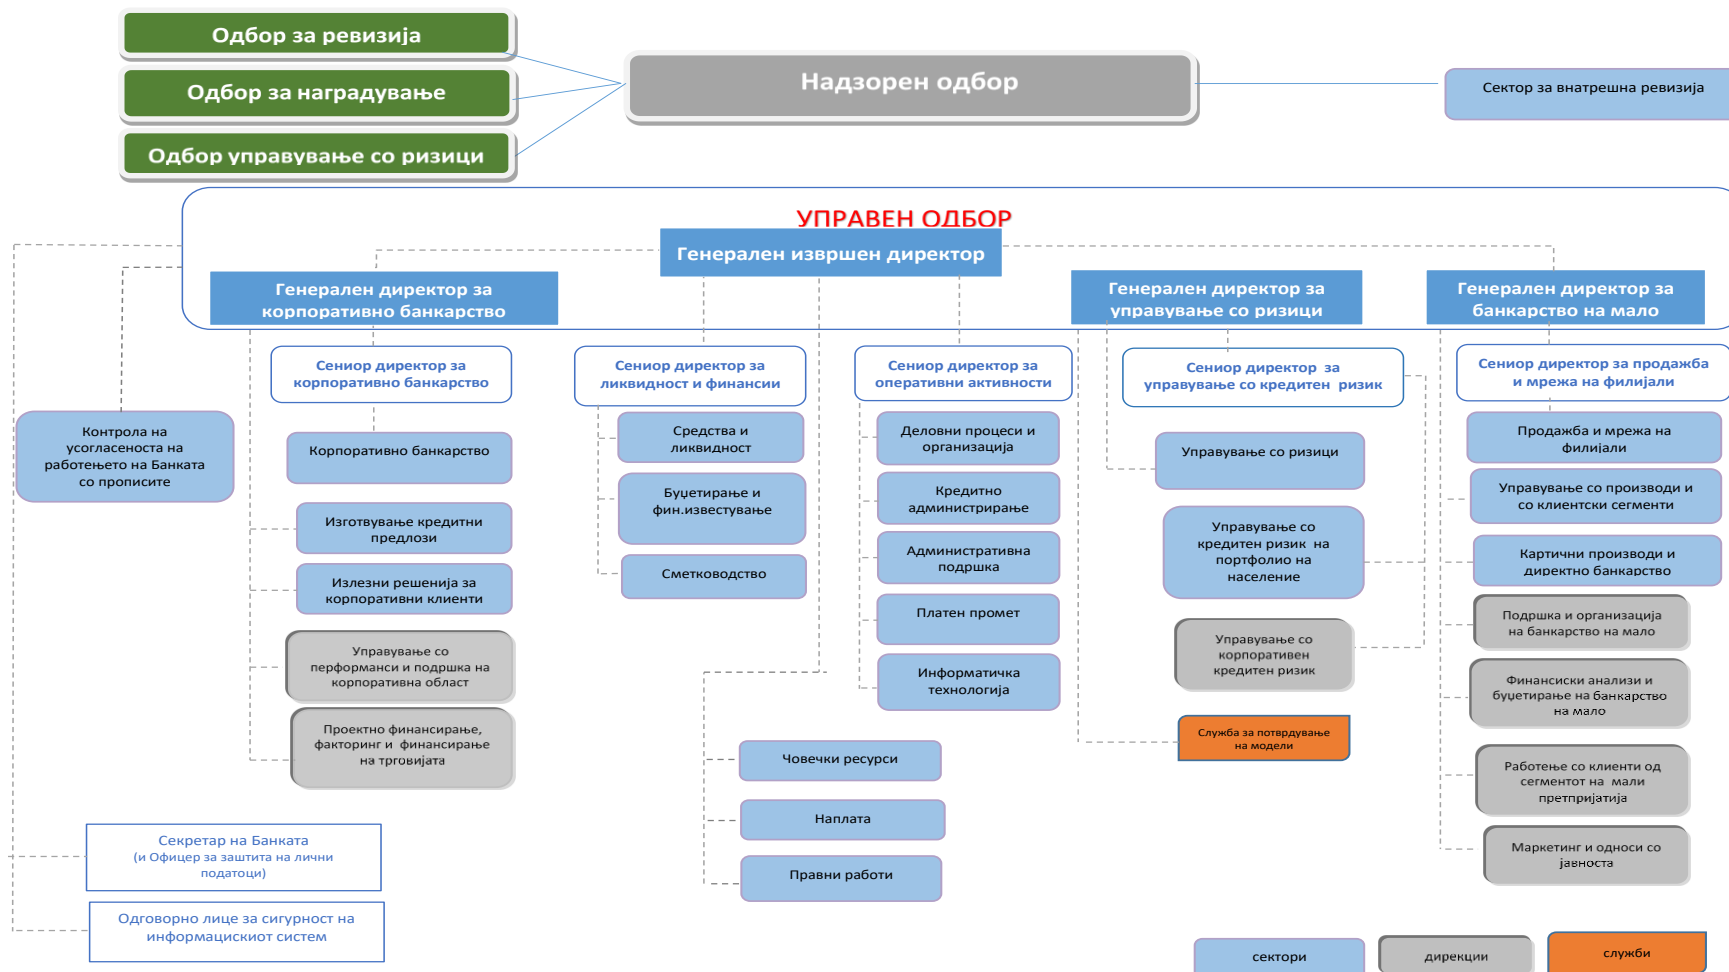 Одбор за ревизија
Одбор за наградување
Одбор управување со ризици
Надзорен одбор
Сектор за внатрешна ревизија
УПРАВЕН ОДБОР
Генерален извршен директор
Генерален директор за
корпоративно банкарство
Генерален директор за
управување со ризици
Генерален директор за
банкарство на мало
Контрола на
усогласеноста на
работењето на Банката
со прописите
Сениор директор за
корпоративно банкарство
Корпоративно банкарство
Изготвување кредитни
предлози
Излезни решенија за
корпоративни клиенти
Управување со
перформанси и подршка на
корпоративна област
Проектно финансирање,
факторинг и финансирање
на трговијата
Сениор директор за
ликвидност и финансии
Средства и
ликвидност
Буџетирање и
фин.известување
Сметководство
Сениор директор за
оперативни активности
Деловни процеси и
организација
Кредитно
администрирање
Административна
подршка
Платен промет
Информатичка
технологија
Човечки ресурси
Наплата
Правни работи
Сениор директор за
управување со кредитен ризик
Управување со ризици
Управување со
кредитен ризик на
портфолио на
население
Управување со
корпоративен
кредитен ризик
Служба за потврдување
на модели
Сениор директор за продажба
и мрежа на филијали
Продажба и мрежа на
филијали
Управување со производи и
со клиентски сегменти
Картични производи и
директно банкарство
Подршка и организација
на банкарство на мало
Финансиски анализи и
буџетирање на банкарство
на мало
Работење со клиенти од
сегментот на мали
претпријатија
Маркетинг и односи со
јавноста
Секретар на Банката
(и Офицер за заштита на лични
податоци)
Одговорно лице за сигурност на
информацискиот систем
сектори
дирекции
служби